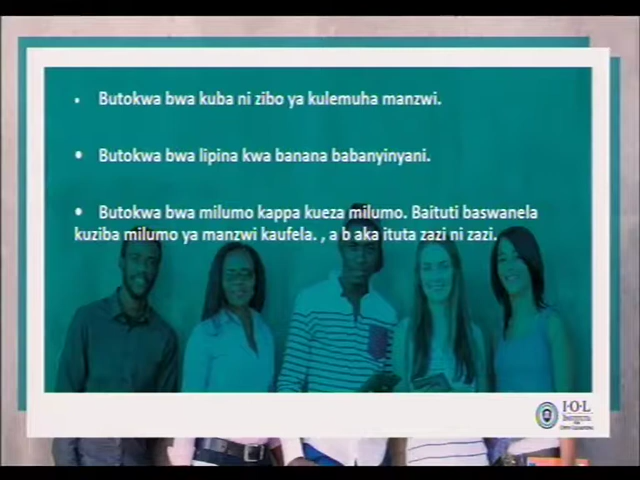 • Butokwa bwa kuba ni zibo ya kulemuha manzwi.
• Butokwa bwa lipina kwa banana babanyinyani.
• Butokwa bwa milumo kappa kueza milumo. Baituti baswanela
kuziba milumo ya manzwi kaufela. , a b aka ituta zazi ni zazi.
I·O·L